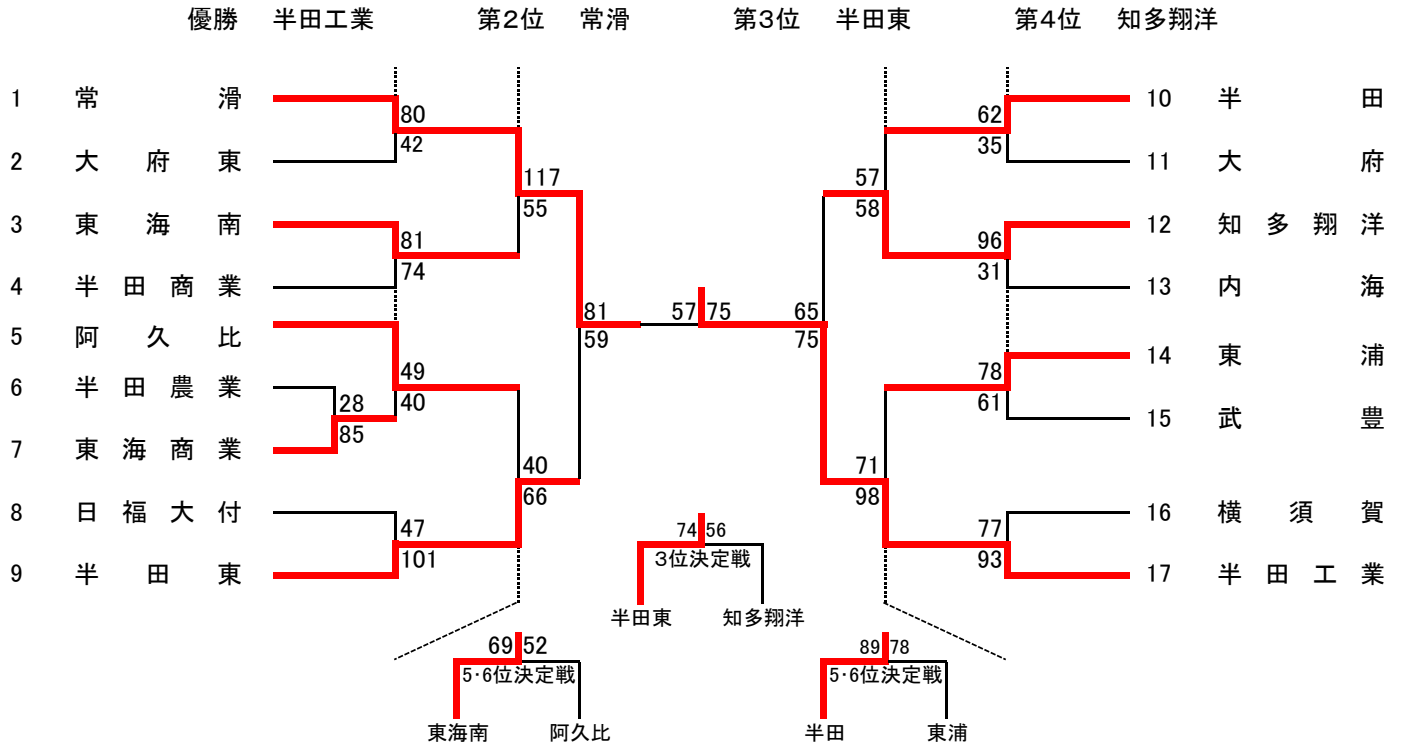 優勝 半田工業 第2位 常滑 第3位 半田東 第4位 知多翔洋
1 常滑
80
42
2 大府東
117
55
3 東海南
81
74
4 半田商業
81
59
5 阿久比
49
40
6 半田農業
28
85
7 東海商業
40
66
8 日福大付
47
101
9 半田東
57 75
62
35
10 半田
11 大府
57
58
96
31
12 知多翔洋
13 内海
65
75
78
61
14 東浦
15 武豊
71
98
77
93
16 横須賀
17 半田工業
74 56
3位決定戦
半田東 知多翔洋
69 52
5・6位決定戦
東海南 阿久比
89 78
5・6位決定戦
半田 東浦